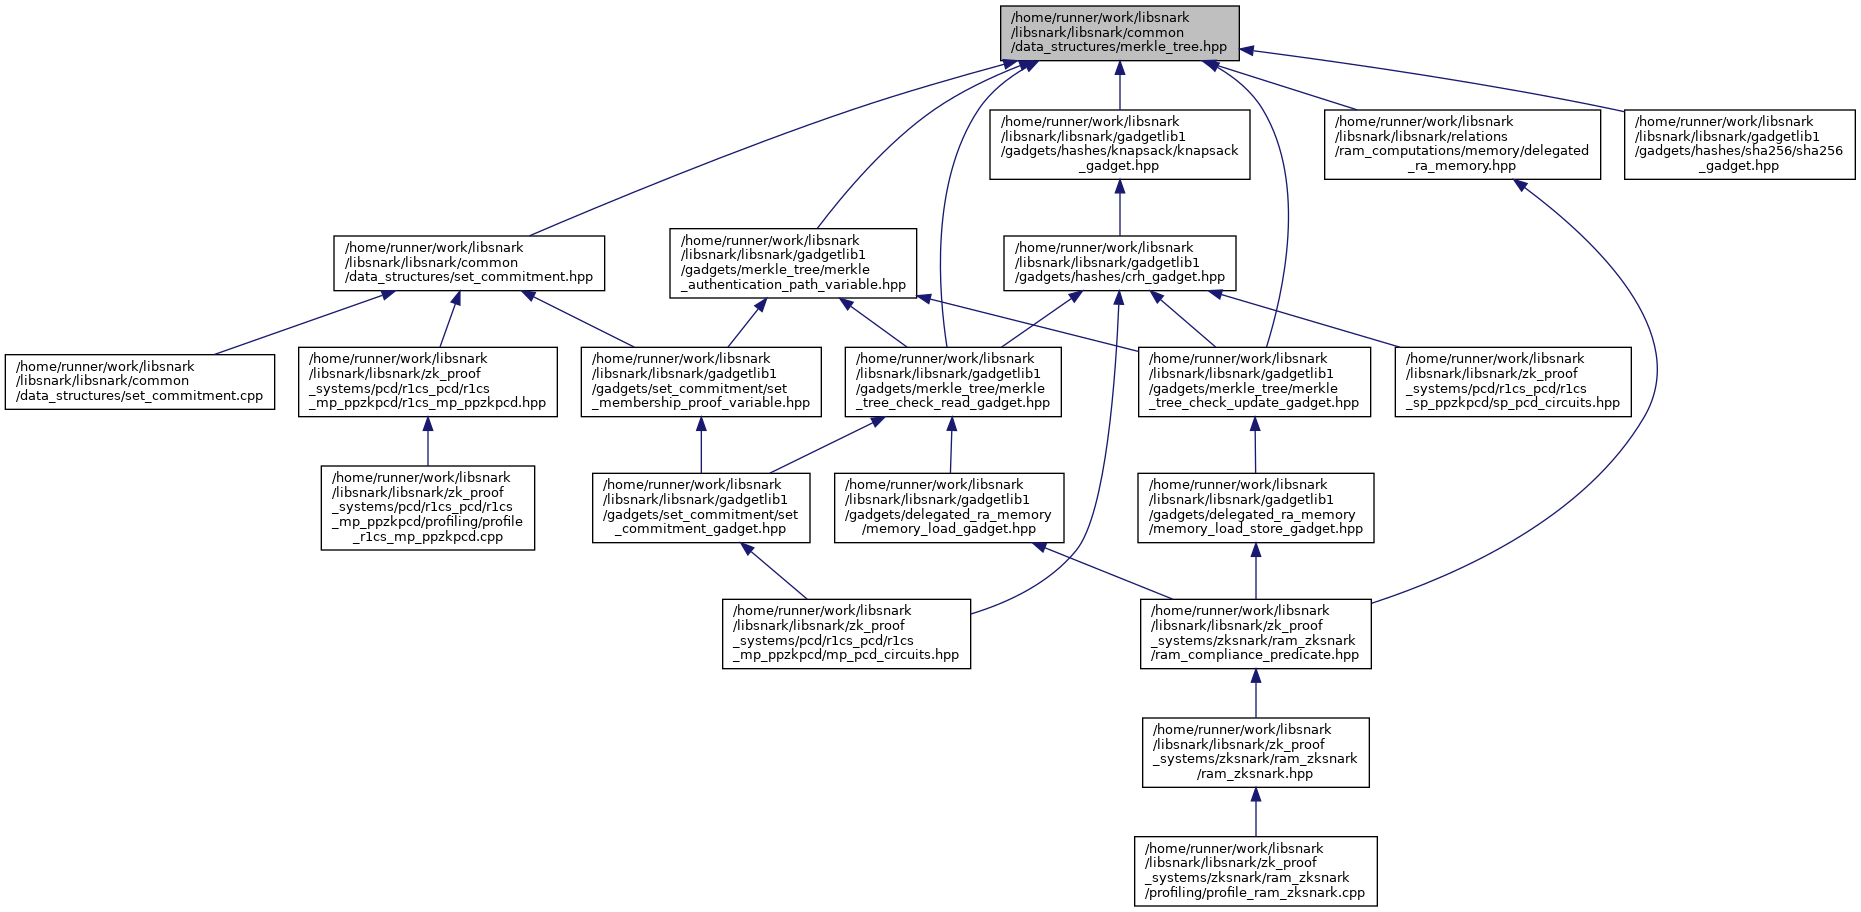 /home/runner/work/libsnark
/libsnark/libsnark/common
/data_structures/merkle_tree.hpp
/home/runner/work/libsnark
/libsnark/libsnark/gadgetlib1
/gadgets/hashes/knapsack/knapsack
_gadget.hpp
/home/runner/work/libsnark
/libsnark/libsnark/relations
/ram_computations/memory/delegated
_ra_memory.hpp
/home/runner/work/libsnark
/libsnark/libsnark/gadgetlib1
/gadgets/hashes/sha256/sha256
_gadget.hpp
/home/runner/work/libsnark
/libsnark/libsnark/common
/data_structures/set_commitment.hpp
/home/runner/work/libsnark
/libsnark/libsnark/gadgetlib1
/gadgets/merkle_tree/merkle
_authentication_path_variable.hpp
/home/runner/work/libsnark
/libsnark/libsnark/gadgetlib1
/gadgets/hashes/crh_gadget.hpp
/home/runner/work/libsnark
/libsnark/libsnark/common
/data_structures/set_commitment.cpp
/home/runner/work/libsnark
/libsnark/libsnark/zk_proof
_systems/pcd/r1cs_pcd/r1cs
_mp_ppzkpcd/r1cs_mp_ppzkpcd.hpp
/home/runner/work/libsnark
/libsnark/libsnark/gadgetlib1
/gadgets/set_commitment/set
_membership_proof_variable.hpp
/home/runner/work/libsnark
/libsnark/libsnark/gadgetlib1
/gadgets/merkle_tree/merkle
_tree_check_read_gadget.hpp
/home/runner/work/libsnark
/libsnark/libsnark/gadgetlib1
/gadgets/merkle_tree/merkle
_tree_check_update_gadget.hpp
/home/runner/work/libsnark
/libsnark/libsnark/zk_proof
_systems/pcd/r1cs_pcd/r1cs
_sp_ppzkpcd/sp_pcd_circuits.hpp
/home/runner/work/libsnark
/libsnark/libsnark/zk_proof
_systems/pcd/r1cs_pcd/r1cs
_mp_ppzkpcd/profiling/profile
_r1cs_mp_ppzkpcd.cpp
/home/runner/work/libsnark
/libsnark/libsnark/gadgetlib1
/gadgets/set_commitment/set
_commitment_gadget.hpp
/home/runner/work/libsnark
/libsnark/libsnark/gadgetlib1
/gadgets/delegated_ra_memory
/memory_load_gadget.hpp
/home/runner/work/libsnark
/libsnark/libsnark/gadgetlib1
/gadgets/delegated_ra_memory
/memory_load_store_gadget.hpp
/home/runner/work/libsnark
/libsnark/libsnark/zk_proof
_systems/pcd/r1cs_pcd/r1cs
_mp_ppzkpcd/mp_pcd_circuits.hpp
/home/runner/work/libsnark
/libsnark/libsnark/zk_proof
_systems/zksnark/ram_zksnark
/ram_compliance_predicate.hpp
/home/runner/work/libsnark
/libsnark/libsnark/zk_proof
_systems/zksnark/ram_zksnark
/ram_zksnark.hpp
/home/runner/work/libsnark
/libsnark/libsnark/zk_proof
_systems/zksnark/ram_zksnark
/profiling/profile_ram_zksnark.cpp